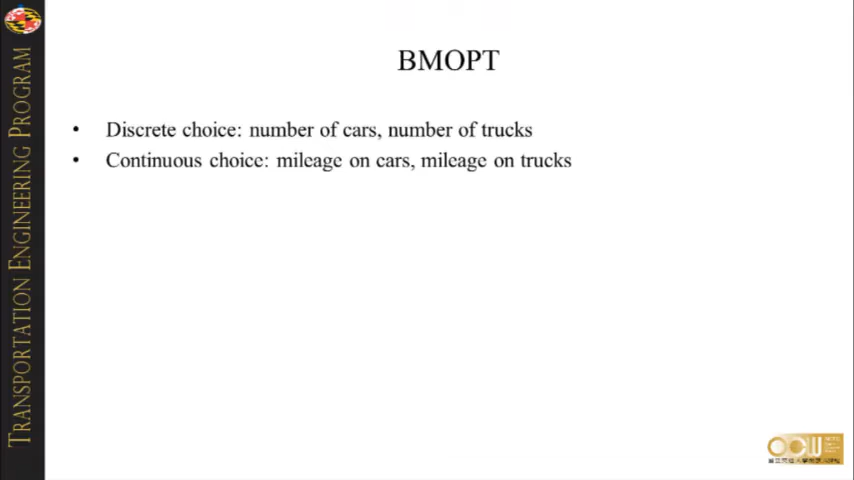 BMOPT
• Discrete choice: number of cars, number of trucks
• Continuous choice: mileage on cars, mileage on trucks
TRANSPORTATION ENGINEERING PROGRAM
OCW